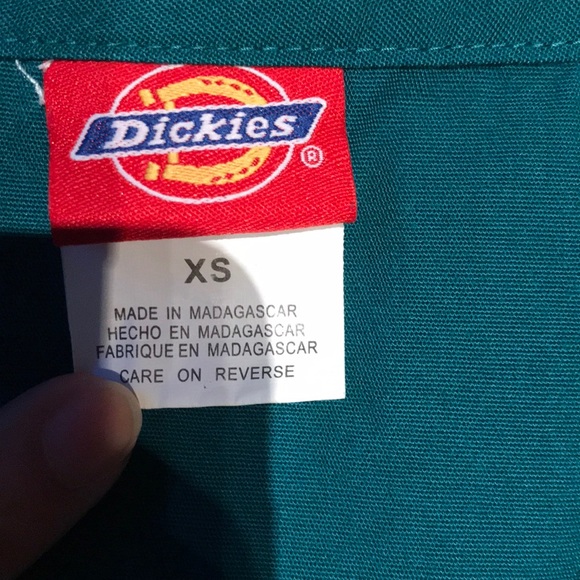 Dickies
®
XS
MADE IN MADAGASCAR
HECHO EN MADAGASCAR
FABRIQUE EN MADAGASCAR
CARE ON REVERSE